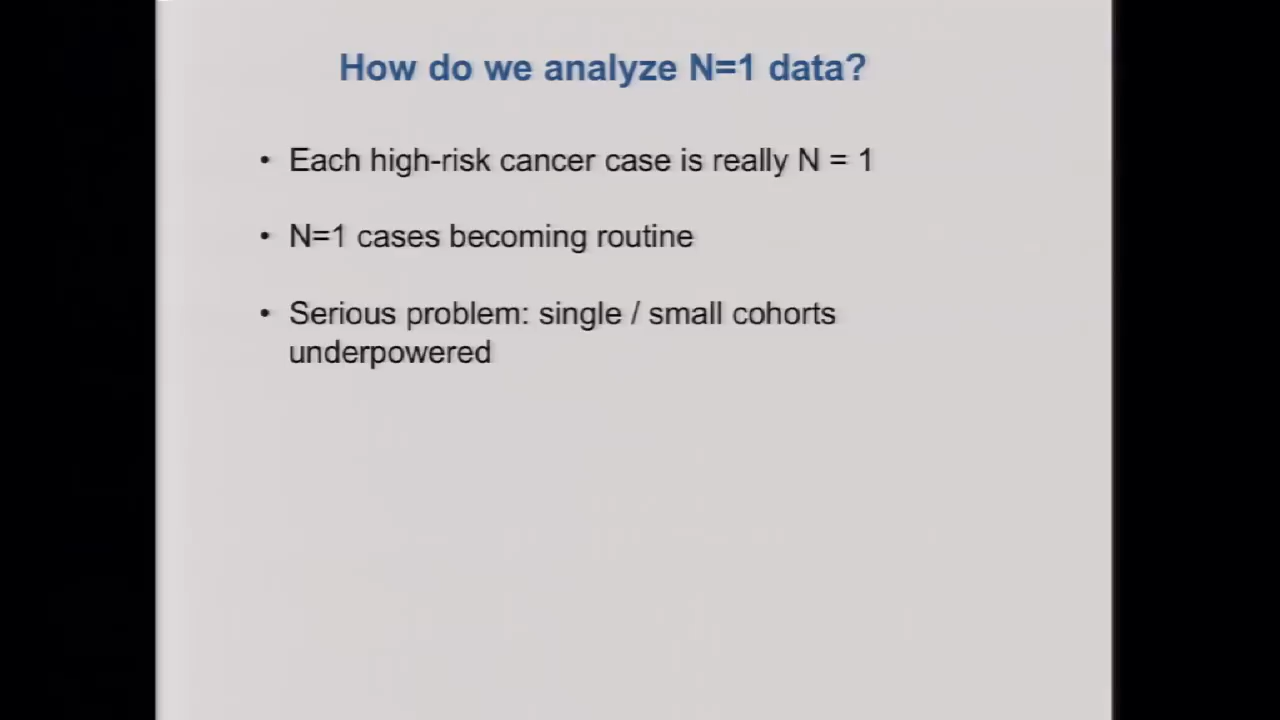 How do we analyze N=1 data?
• Each high-risk cancer case is really N = 1
• N=1 cases becoming routine
• Serious problem: single / small cohorts
underpowered